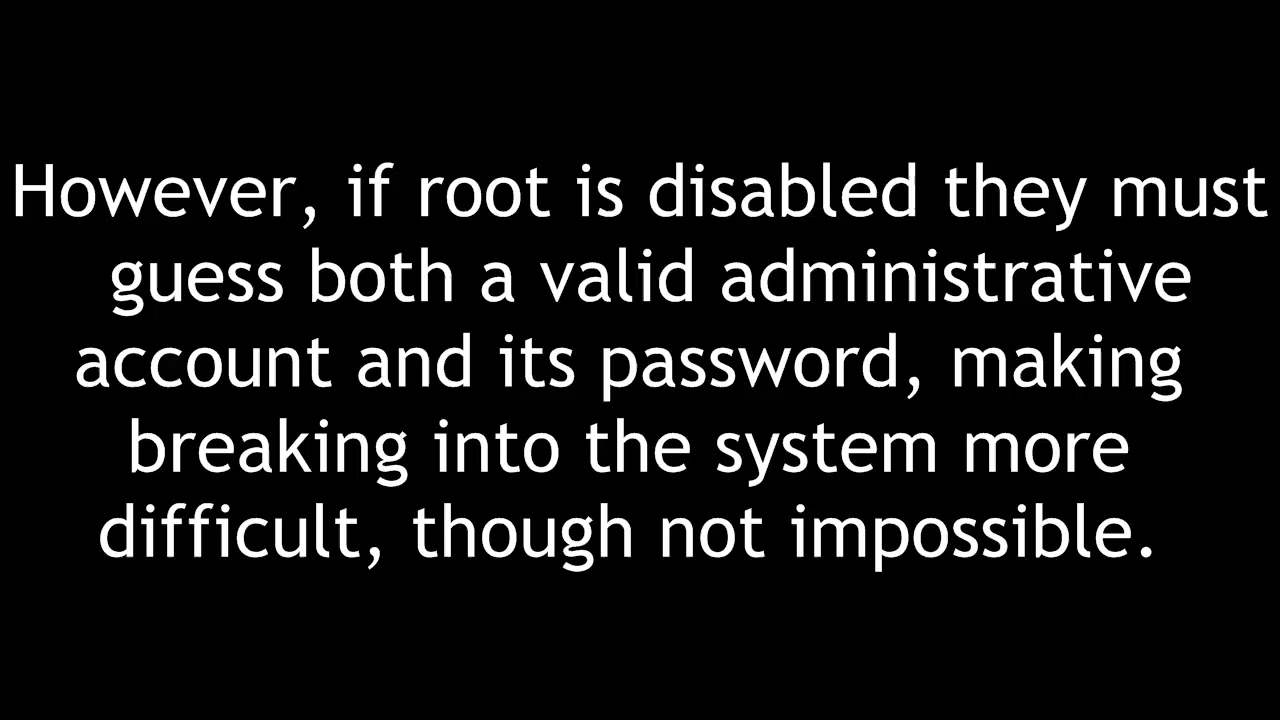 However, if root is disabled they must
guess both a valid administrative
account and its password, making
breaking into the system more
difficult, though not impossible.